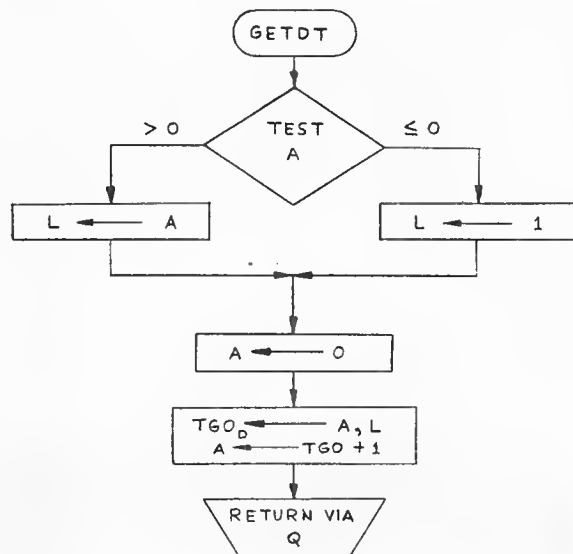 GETDT
TEST
A
> 0
≤ 0
L ← A
L ← 1
A ← 0
TGO_D ← A, L
A ← TGO + 1
RETURN VIA
Q